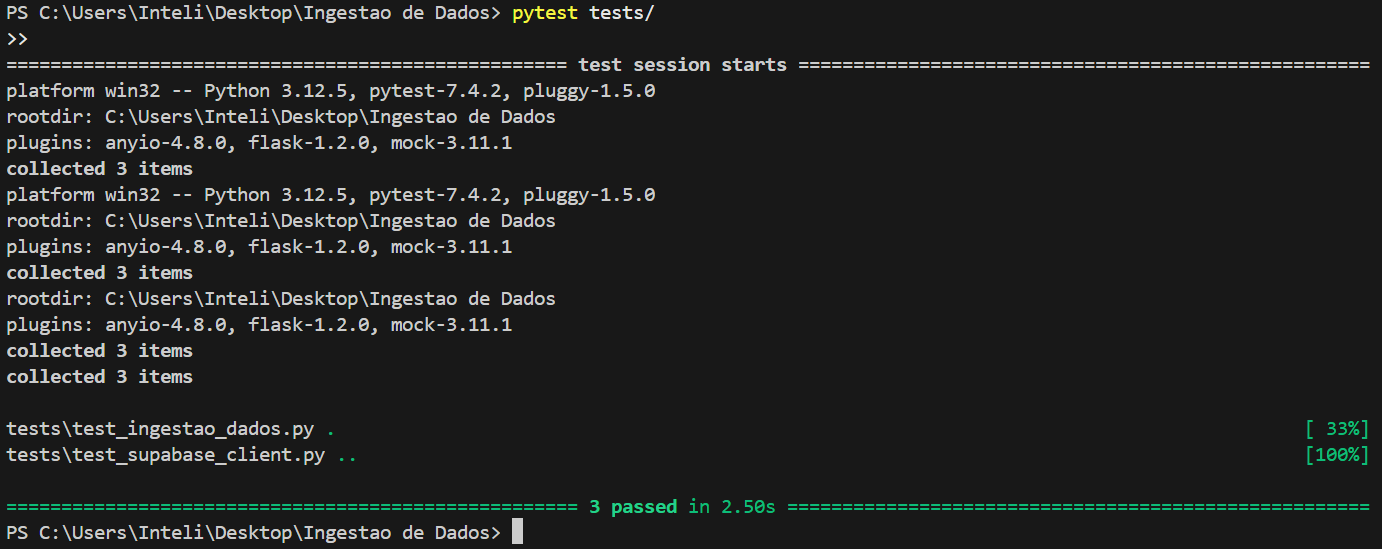 PS C:\Users\Inteli\Desktop\Ingestao de Dados> pytest tests/
>>
================================================== test session starts ===================================================
platform win32 -- Python 3.12.5, pytest-7.4.2, pluggy-1.5.0
rootdir: C:\Users\Inteli\Desktop\Ingestao de Dados
plugins: anyio-4.8.0, flask-1.2.0, mock-3.11.1
collected 3 items
platform win32 -- Python 3.12.5, pytest-7.4.2, pluggy-1.5.0
rootdir: C:\Users\Inteli\Desktop\Ingestao de Dados
plugins: anyio-4.8.0, flask-1.2.0, mock-3.11.1
collected 3 items
rootdir: C:\Users\Inteli\Desktop\Ingestao de Dados
plugins: anyio-4.8.0, flask-1.2.0, mock-3.11.1
collected 3 items
collected 3 items
tests\test_ingestao_dados.py . [ 33%]
tests\test_supabase_client.py .. [100%]
=================================================== 3 passed in 2.50s ====================================================
PS C:\Users\Inteli\Desktop\Ingestao de Dados>